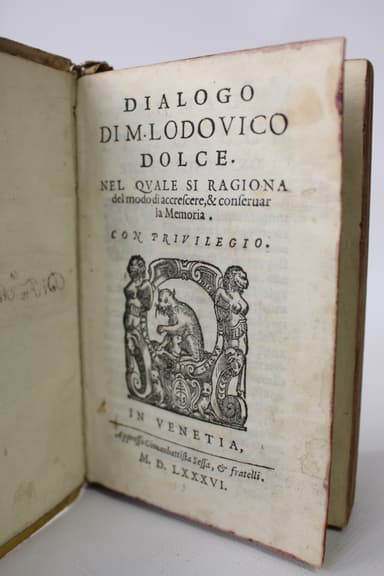 DIALOGO
DI M. LODOVICO
DOLCE.
NEL QVALE SI RAGIONA
del modo di accreſcere, & conſeruar
la Memoria.
CON PRIVILEGIO.
IN VENETIA,
Appreſſo Giouanbattiſta Seſſa, & fratelli.
M. D. LXXXVI.